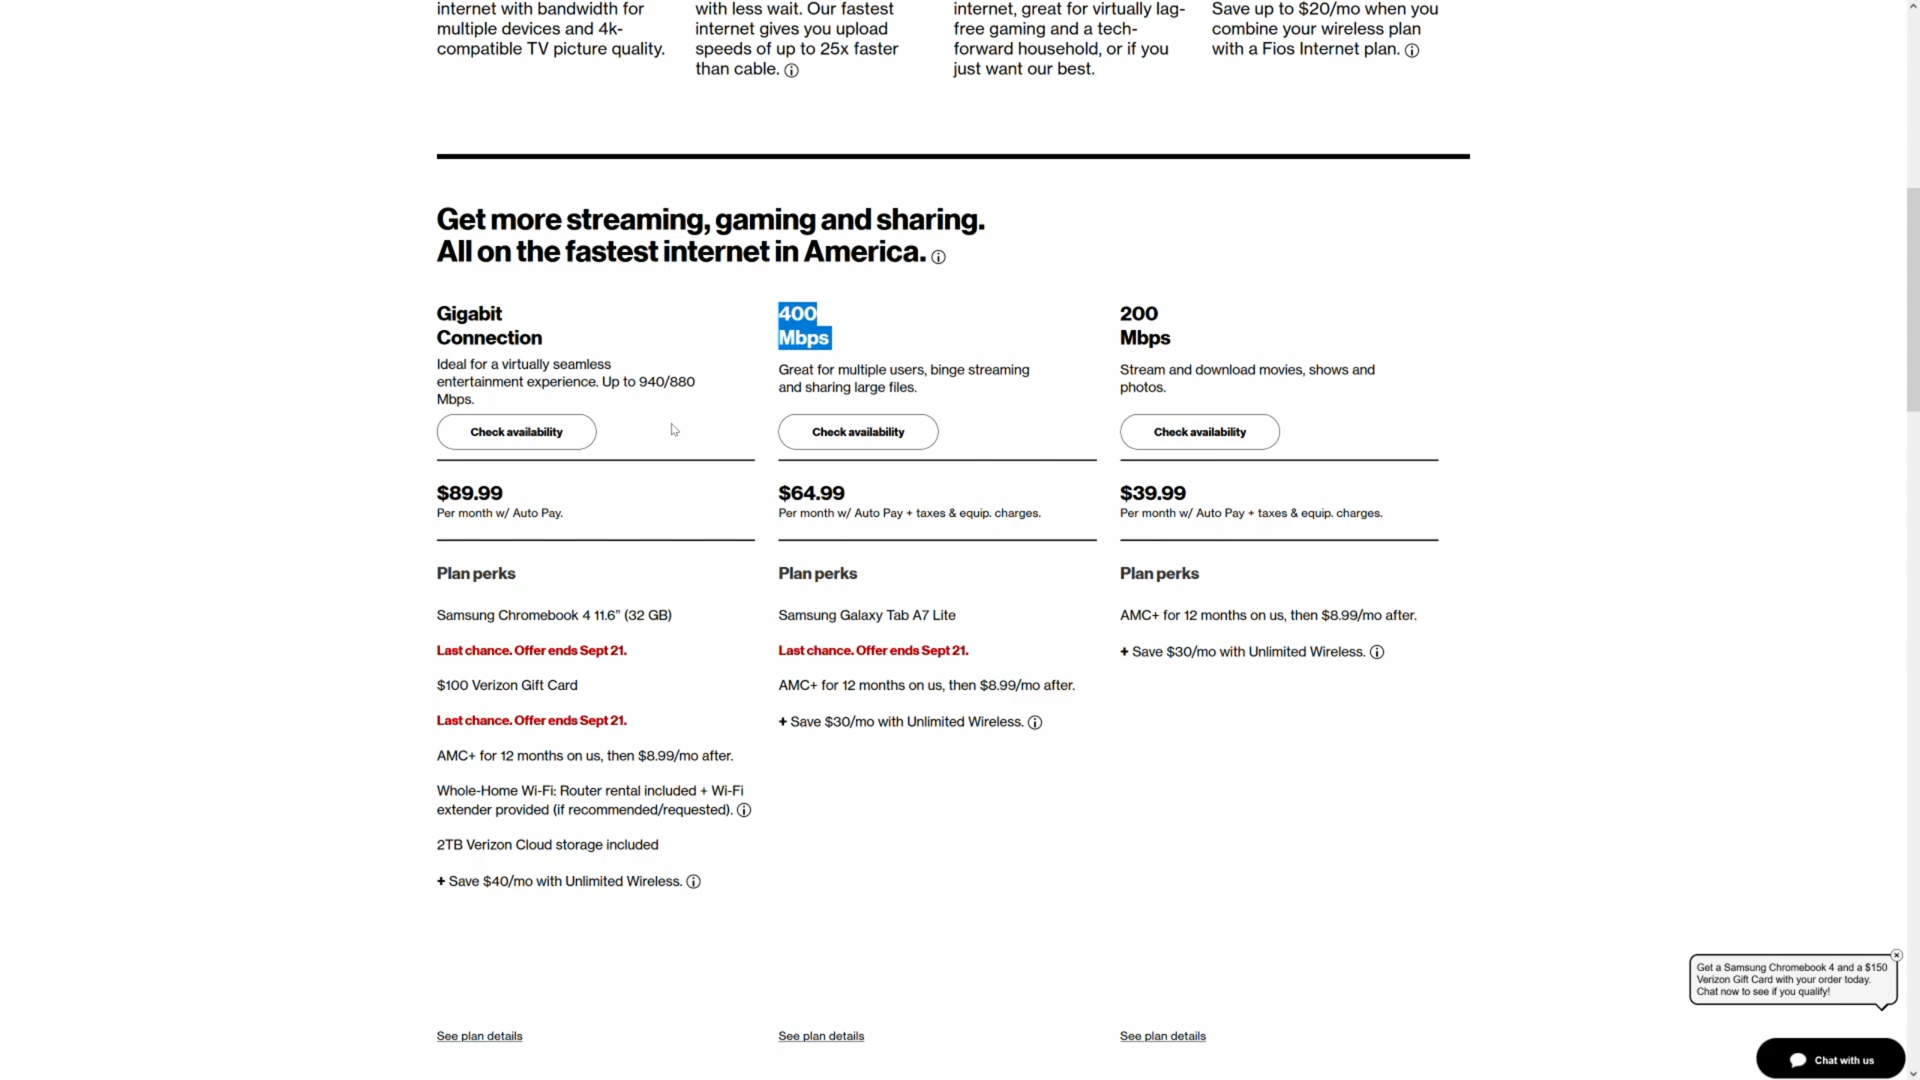 internet with bandwidth for
multiple devices and 4k-
compatible TV picture quality.
with less wait. Our fastest
internet gives you upload
speeds of up to 25x faster
than cable.
internet, great for virtually lag-
free gaming and a tech-
forward household, or if you
just want our best.
Save up to $20/mo when you
combine your wireless plan
with a Fios Internet plan.
Get more streaming, gaming and sharing.
All on the fastest internet in America.
Gigabit
Connection
Ideal for a virtually seamless
entertainment experience. Up to 940/880
Mbps.
Check availability
$89.99
Per month w/ Auto Pay.
Plan perks
Samsung Chromebook 4 11.6” (32 GB)
Last chance. Offer ends Sept 21.
$100 Verizon Gift Card
Last chance. Offer ends Sept 21.
AMC+ for 12 months on us, then $8.99/mo after.
Whole-Home Wi-Fi: Router rental included + Wi-Fi
extender provided (if recommended/requested).
2TB Verizon Cloud storage included
+ Save $40/mo with Unlimited Wireless.
See plan details
400
Mbps
Great for multiple users, binge streaming
and sharing large files.
Check availability
$64.99
Per month w/ Auto Pay + taxes & equip. charges.
Plan perks
Samsung Galaxy Tab A7 Lite
Last chance. Offer ends Sept 21.
AMC+ for 12 months on us, then $8.99/mo after.
+ Save $30/mo with Unlimited Wireless.
See plan details
200
Mbps
Stream and download movies, shows and
photos.
Check availability
$39.99
Per month w/ Auto Pay + taxes & equip. charges.
Plan perks
AMC+ for 12 months on us, then $8.99/mo after.
+ Save $30/mo with Unlimited Wireless.
See plan details
Get a Samsung Chromebook 4 and a $150
Verizon Gift Card with your order today.
Chat now to see if you qualify!
Chat with us